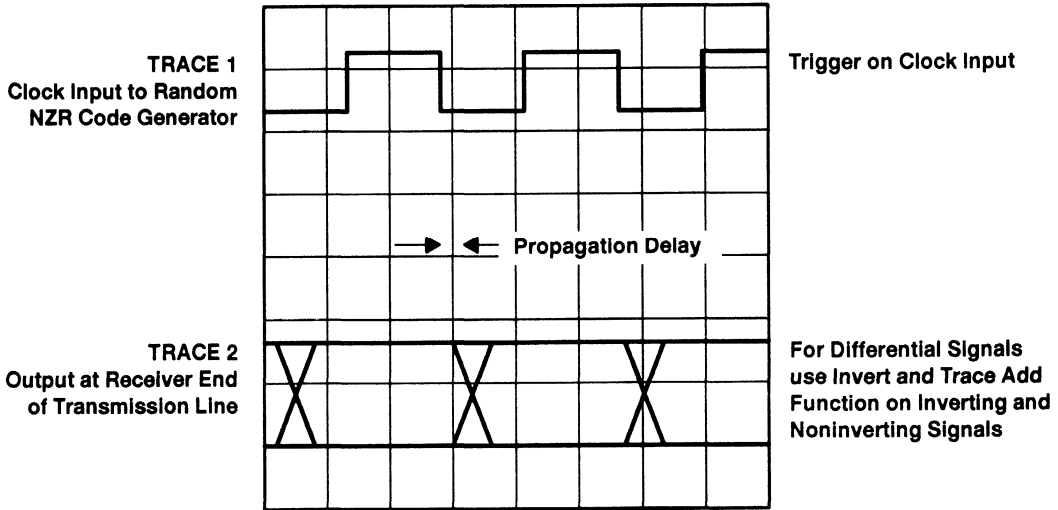 TRACE 1
Clock Input to Random
NZR Code Generator
Trigger on Clock Input
Propagation Delay
TRACE 2
Output at Receiver End
of Transmission Line
For Differential Signals
use Invert and Trace Add
Function on Inverting and
Noninverting Signals